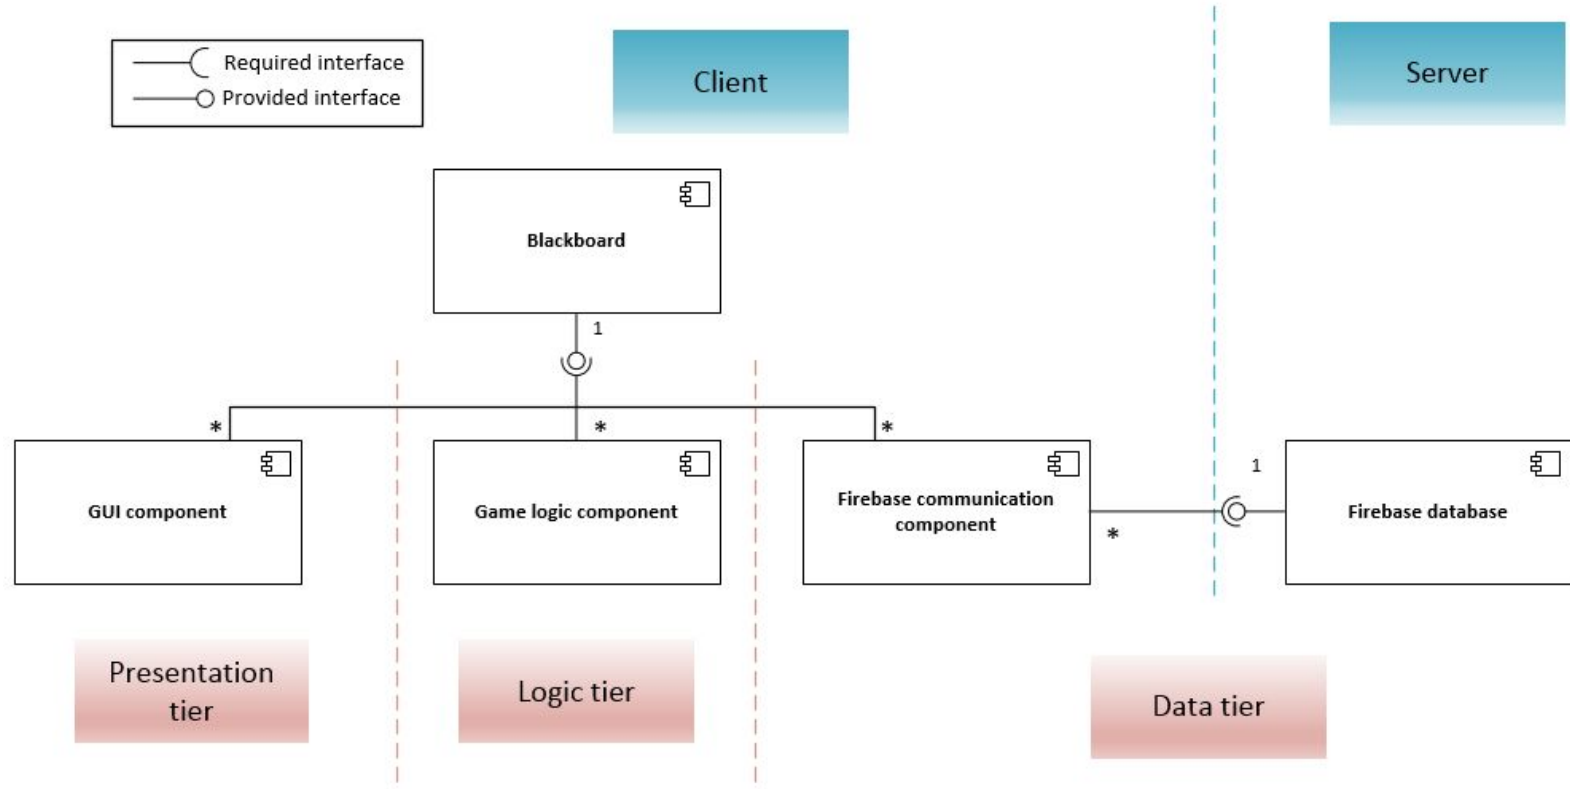 Required interface
Provided interface
Client
Server
Blackboard
1
*
*
*
GUI component
Game logic component
Firebase communication
component
*
1
Firebase database
Presentation
tier
Logic tier
Data tier